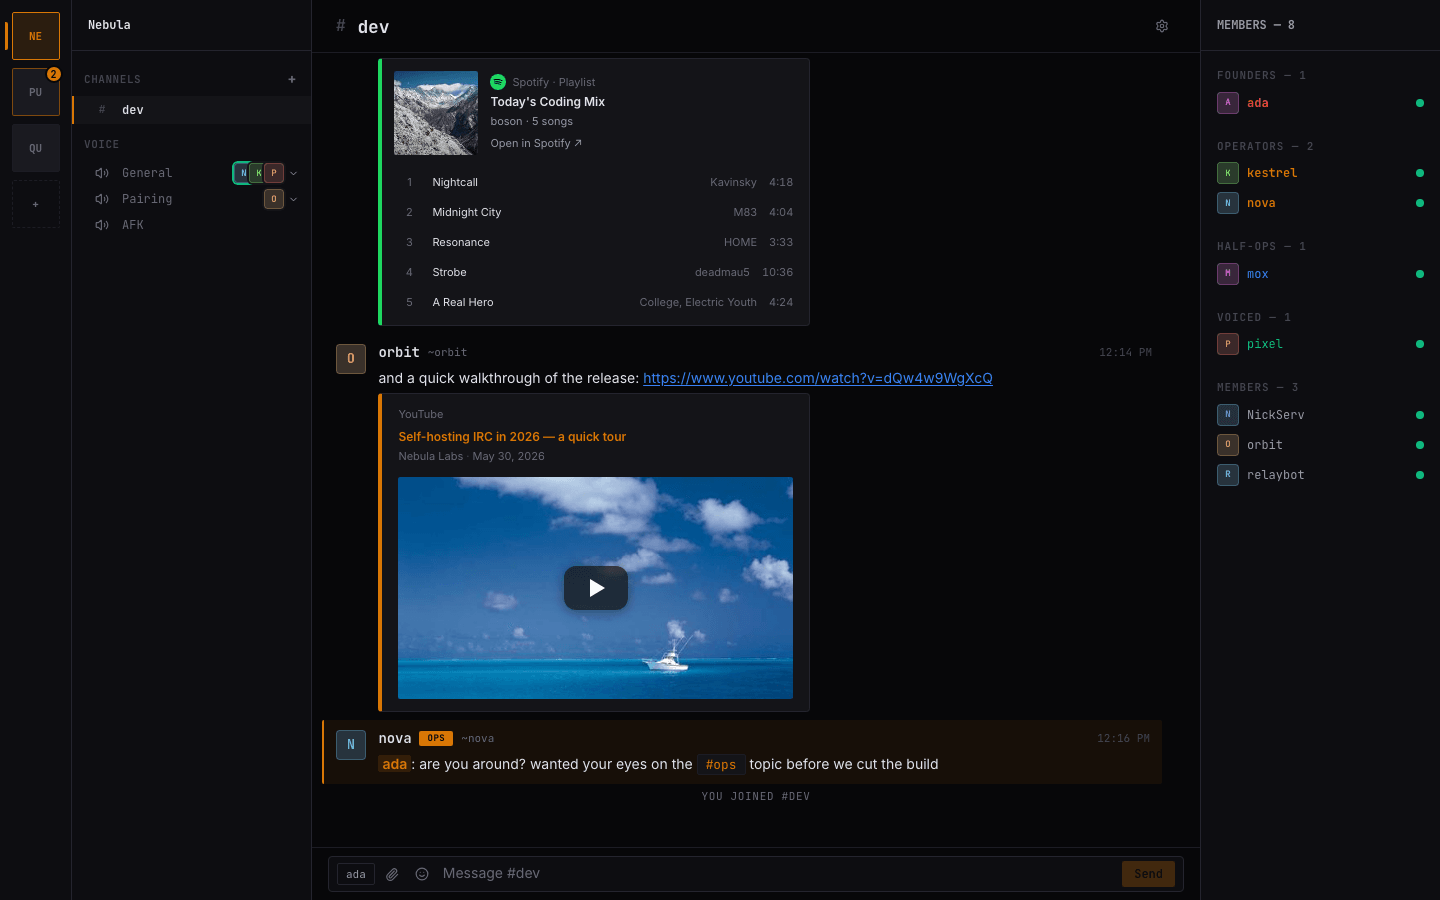 NE
PU
2
QU
+
Nebula
CHANNELS +
# dev
VOICE
General N K P
Pairing O
AFK
# dev
Spotify · Playlist
Today's Coding Mix
boson · 5 songs
Open in Spotify ↗
1 Nightcall Kavinsky 4:18
2 Midnight City M83 4:04
3 Resonance HOME 3:33
4 Strobe deadmau5 10:36
5 A Real Hero College, Electric Youth 4:24
O orbit ~orbit 12:14 PM
and a quick walkthrough of the release: https://www.youtube.com/watch?v=dQw4w9WgXcQ
YouTube
Self-hosting IRC in 2026 — a quick tour
Nebula Labs · May 30, 2026
N nova OPS ~nova 12:16 PM
ada: are you around? wanted your eyes on the #ops topic before we cut the build
YOU JOINED #DEV
ada Message #dev Send
MEMBERS — 8
FOUNDERS — 1
A ada
OPERATORS — 2
K kestrel
N nova
HALF-OPS — 1
M mox
VOICED — 1
P pixel
MEMBERS — 3
N NickServ
O orbit
R relaybot